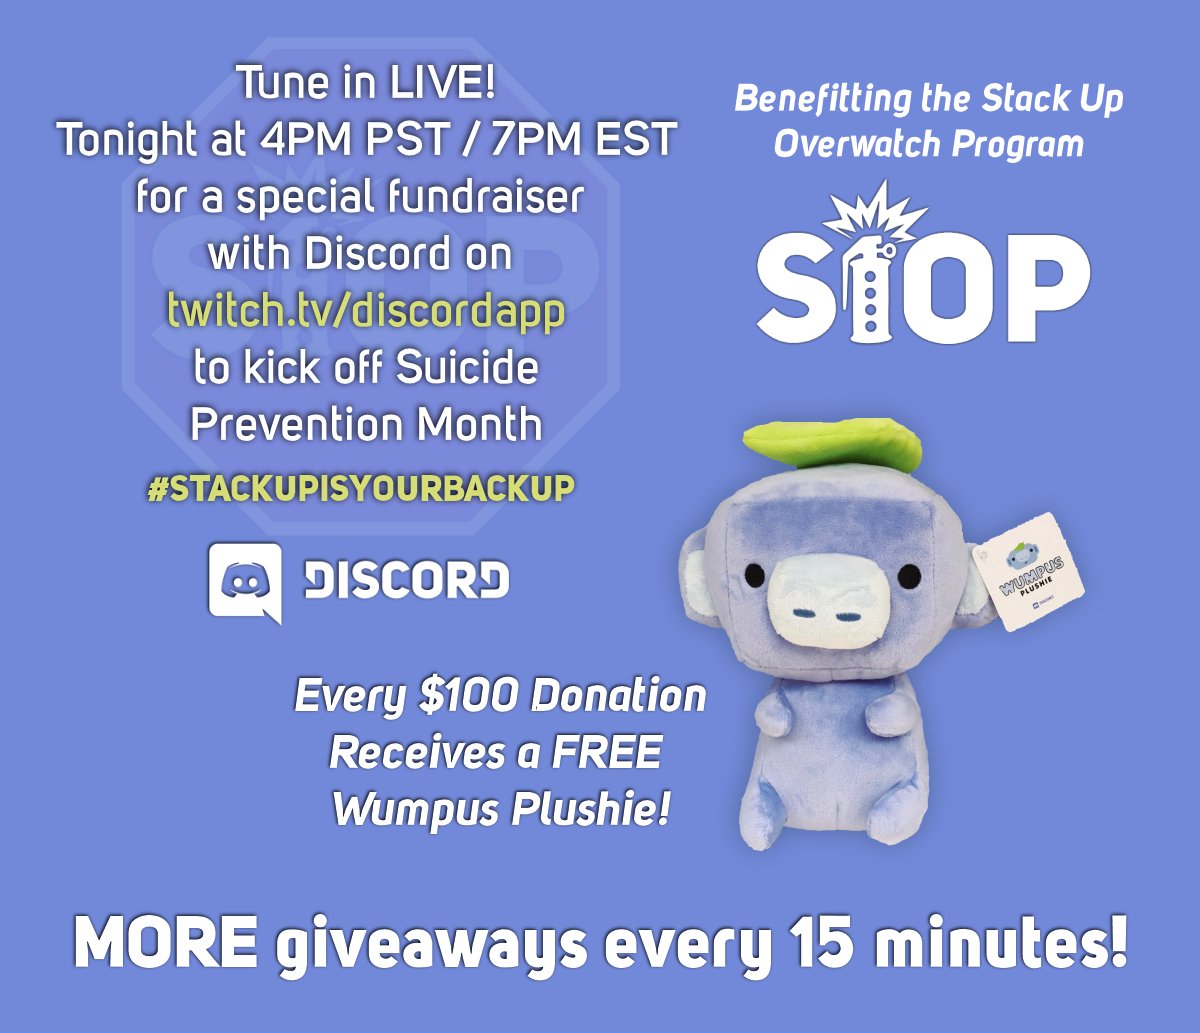 Tune in LIVE!
Tonight at 4PM PST / 7PM EST
for a special fundraiser
with Discord on
twitch.tv/discordapp
to kick off Suicide
Prevention Month
#STACKUPISYOURBACKUP
DISCORD
Benefitting the Stack Up
Overwatch Program
STOP
STOP
WUMPUS
PLUSHIE
DISCORD
Every $100 Donation
Receives a FREE
Wumpus Plushie!
MORE giveaways every 15 minutes!